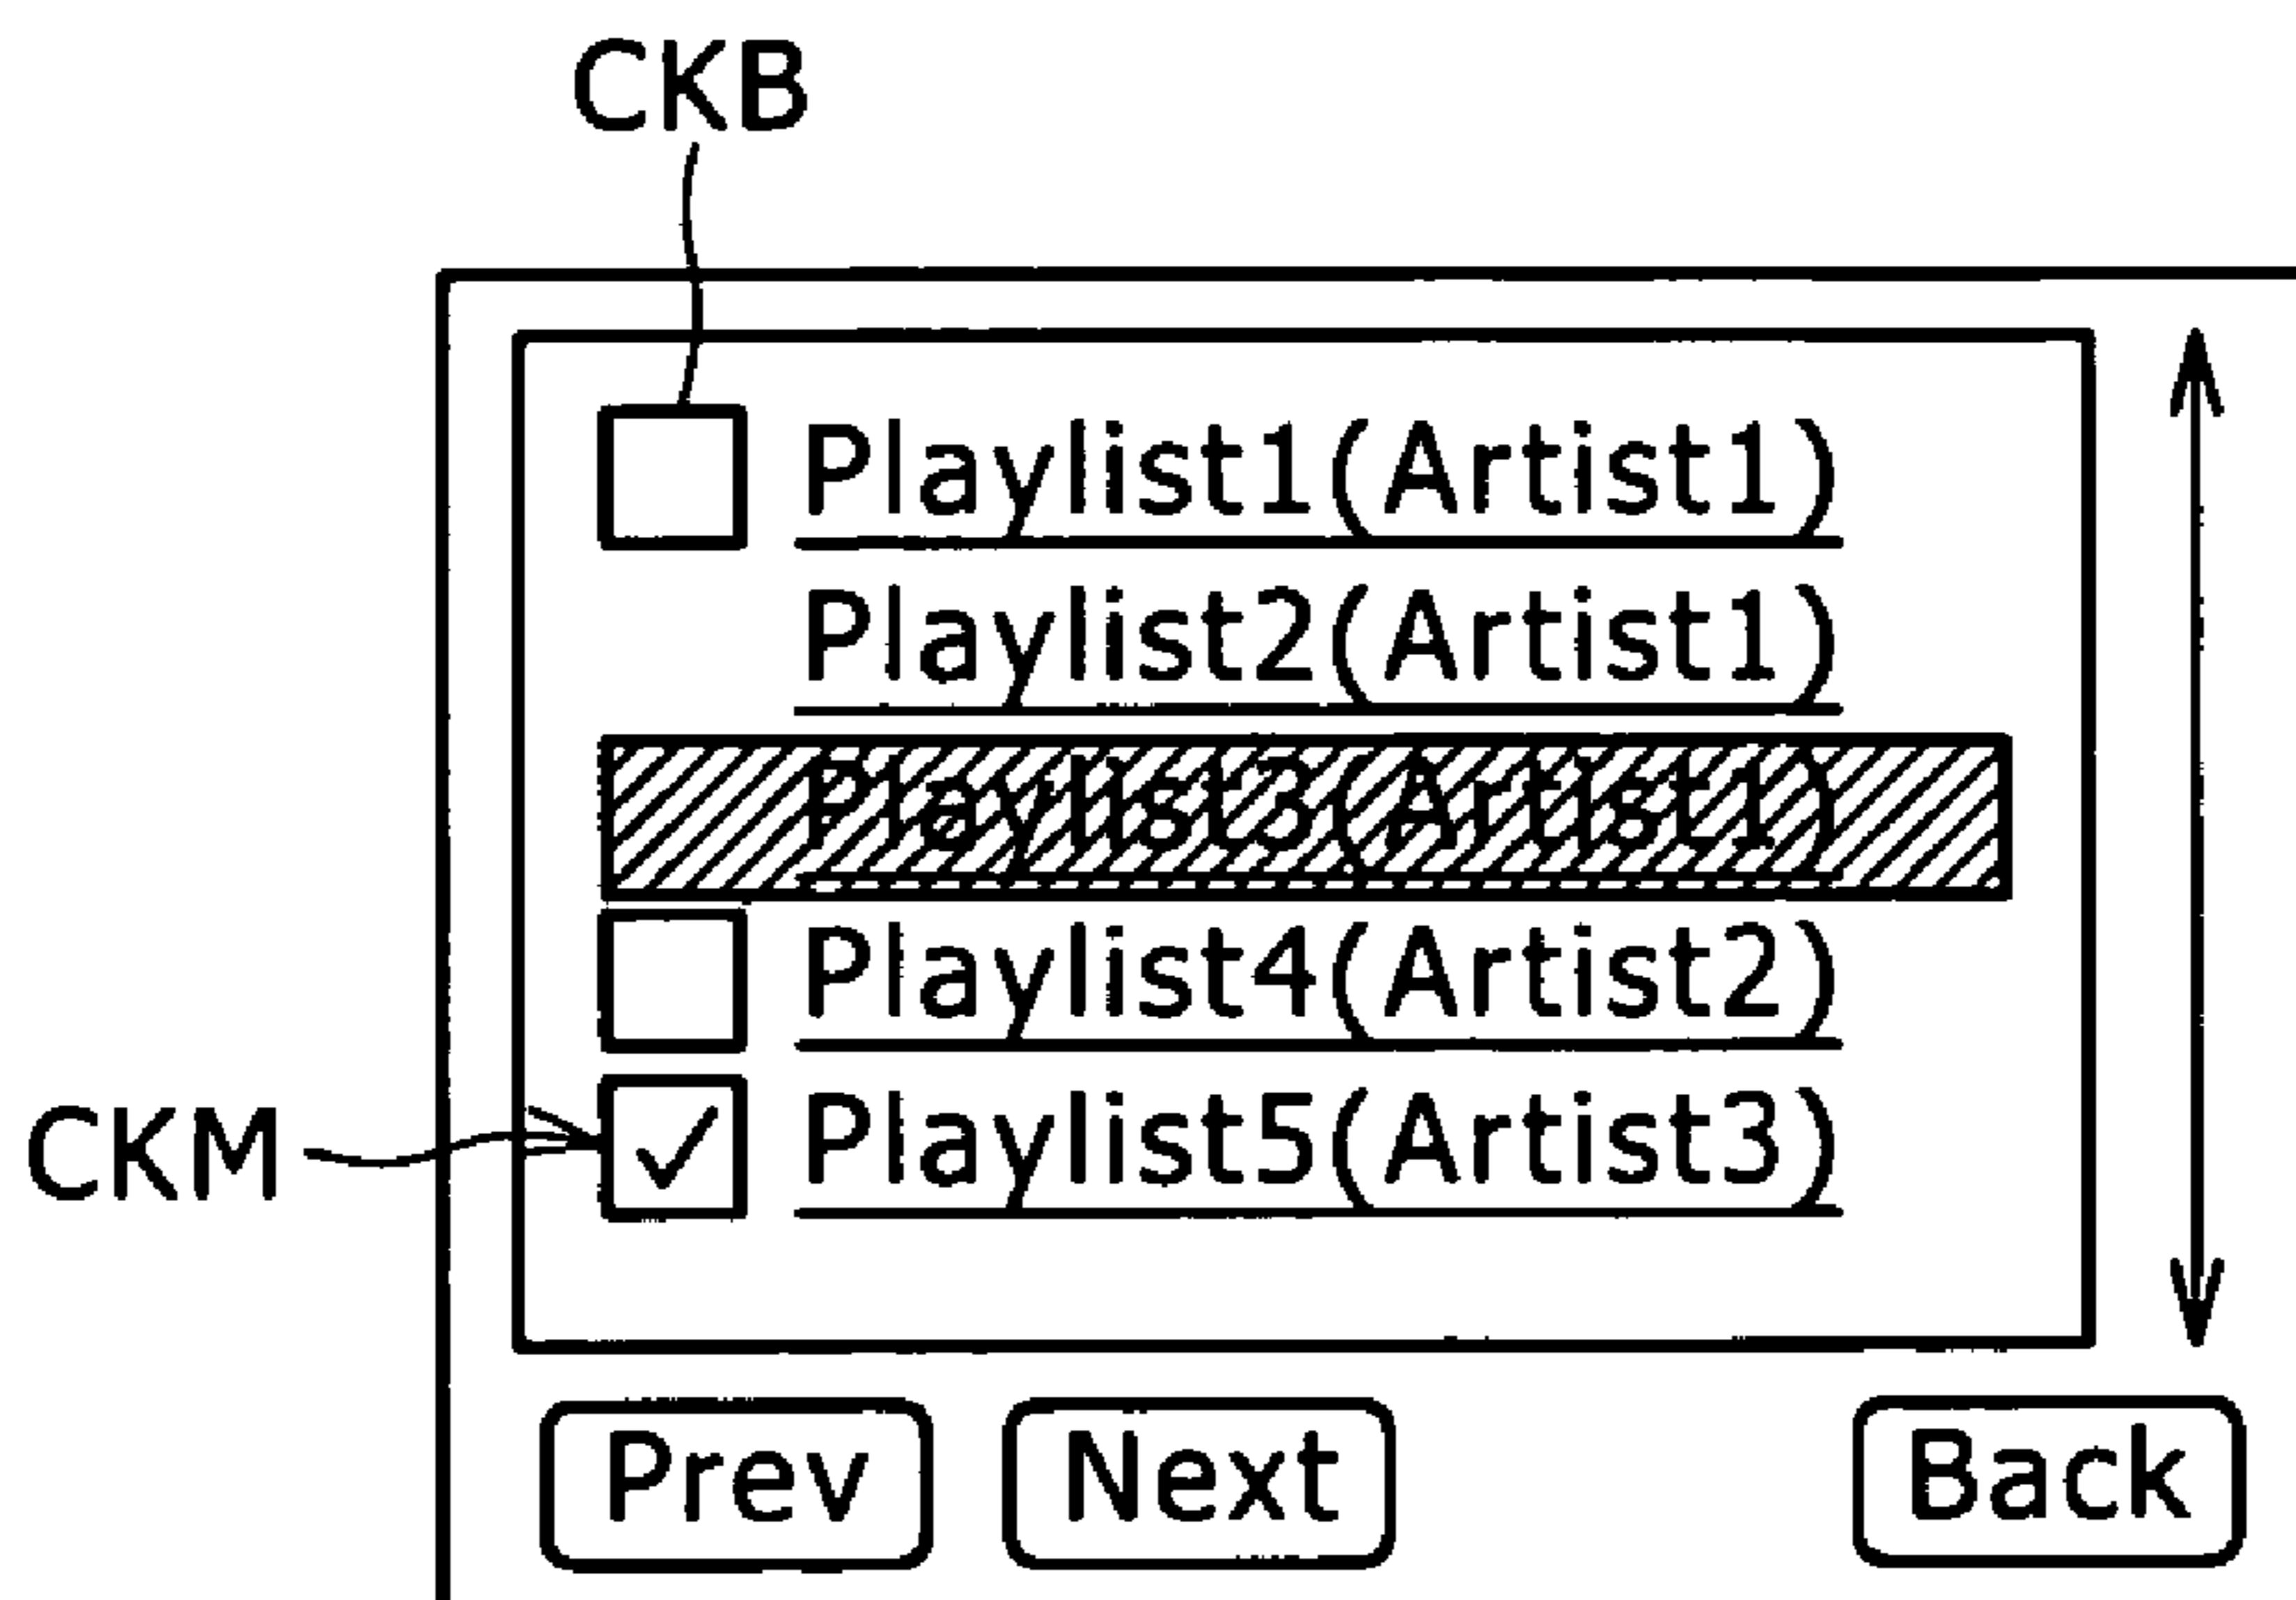 CKB
Playlist1(Artist1)
Playlist2(Artist1)
Playlist3(Artist1)
Playlist4(Artist2)
CKM
Playlist5(Artist3)
Prev Next Back